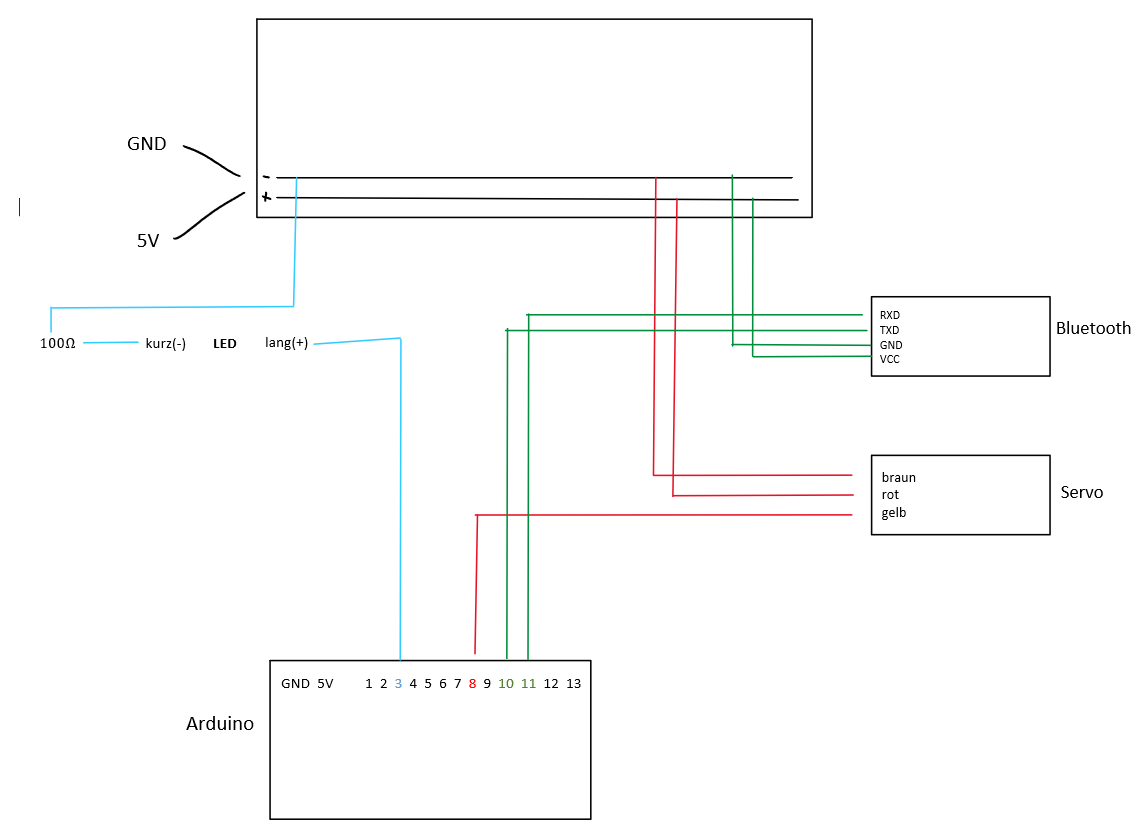 GND
-
+
5V
RXD
TXD
GND
VCC
Bluetooth
100Ω kurz(-) LED lang(+)
braun
rot
gelb
Servo
GND 5V 1 2 3 4 5 6 7 8 9 10 11 12 13
Arduino